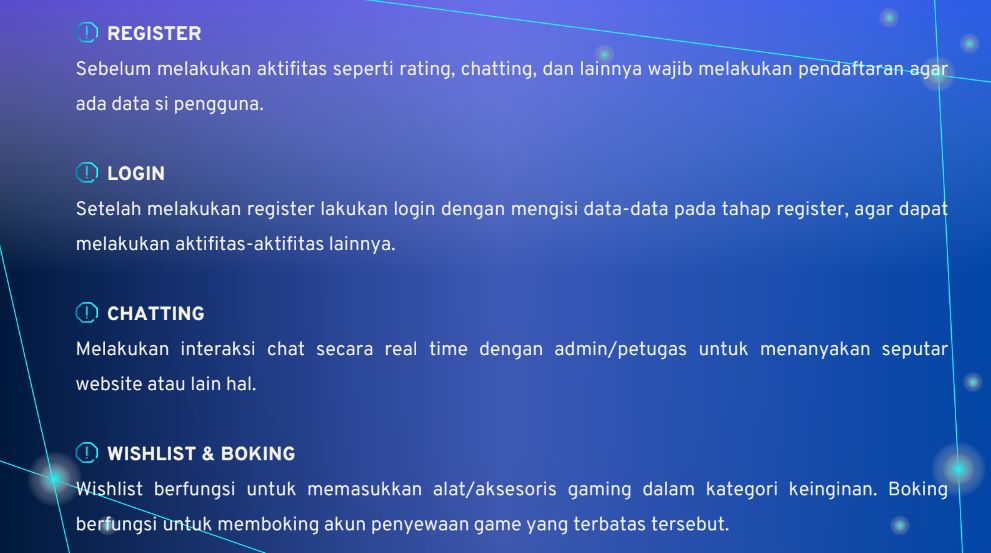 REGISTER
Sebelum melakukan aktifitas seperti rating, chatting, dan lainnya wajib melakukan pendaftaran agar
ada data si pengguna.
LOGIN
Setelah melakukan register lakukan login dengan mengisi data-data pada tahap register, agar dapat
melakukan aktifitas-aktifitas lainnya.
CHATTING
Melakukan interaksi chat secara real time dengan admin/petugas untuk menanyakan seputar
website atau lain hal.
WISHLIST & BOKING
Wishlist berfungsi untuk memasukkan alat/aksesoris gaming dalam kategori keinginan. Boking
berfungsi untuk memboking akun penyewaan game yang terbatas tersebut.